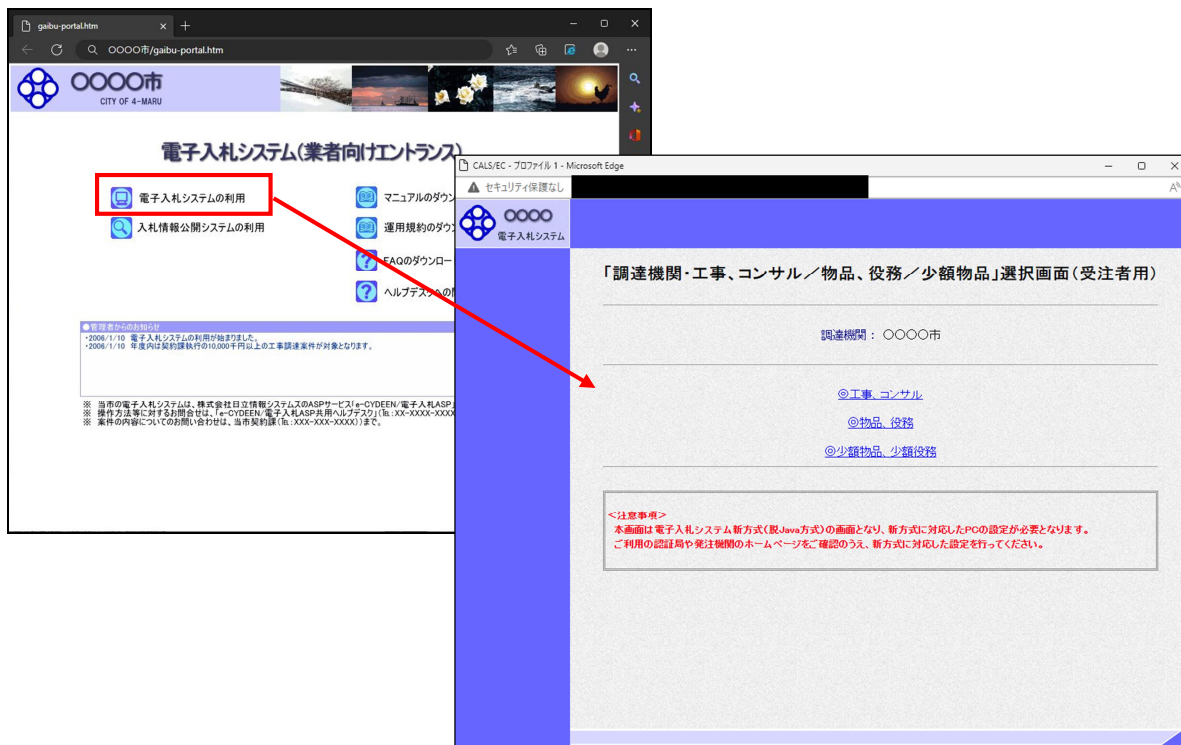 gaibu-portal.htm
〇〇〇〇市/gaibu-portal.htm
〇〇〇〇市
CITY OF 4-MARU
電子入札システム(業者向けエントランス)
電子入札システムの利用
入札情報公開システムの利用
マニュアルのダウン
運用規約のダウン
FAQのダウンロー
ヘルプデスクへの
●管理者からのお知らせ
・2006/1/10 電子入札システムの利用が始まりました。
・2006/1/10 年度内は契約課執行の10,000千円以上の工事調達案件が対象となります。
※ 当市の電子入札システムは、株式会社日立情報システムズのASPサービス「e-CYDEEN/電子入札ASP
※ 操作方法等に対するお問合せは、「e-CYDEEN/電子入札ASP共用ヘルプデスク」(℡:XX-XXXX-XXXX
※ 案件の内容についてのお問い合わせは、当市契約課(℡:XXX-XXX-XXXX))まで。
CALS/EC - プロファイル 1 - Microsoft Edge
セキュリティ保護なし
〇〇〇〇
電子入札システム
「調達機関・工事、コンサル／物品、役務／少額物品」選択画面(受注者用)
調達機関： 〇〇〇〇市
◎工事、コンサル
◎物品、役務
◎少額物品、少額役務
<注意事項>
本画面は電子入札システム新方式(脱Java方式)の画面となり、新方式に対応したPCの設定が必要となります。
ご利用の認証局や発注機関のホームページをご確認のうえ、新方式に対応した設定を行ってください。